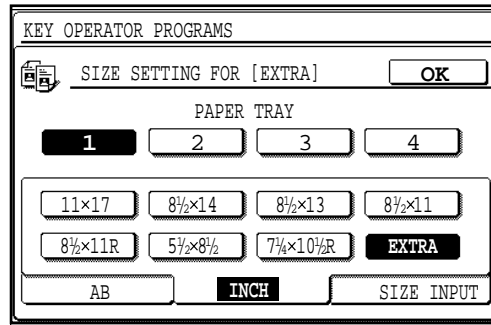 KEY OPERATOR PROGRAMS
SIZE SETTING FOR [EXTRA] OK
PAPER TRAY
1 2 3 4
11×17 8½×14 8½×13 8½×11
8½×11R 5½×8½ 7¼×10½R EXTRA
AB INCH SIZE INPUT